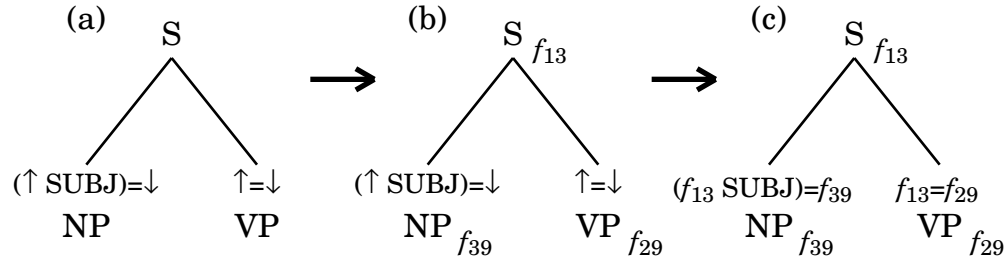 (a) (b) (c)
S S f13 S f13
(↑ SUBJ)=↓ ↑=↓ (↑ SUBJ)=↓ ↑=↓ (f13 SUBJ)=f39 f13=f29
NP VP NP f39 VP f29 NP f39 VP f29